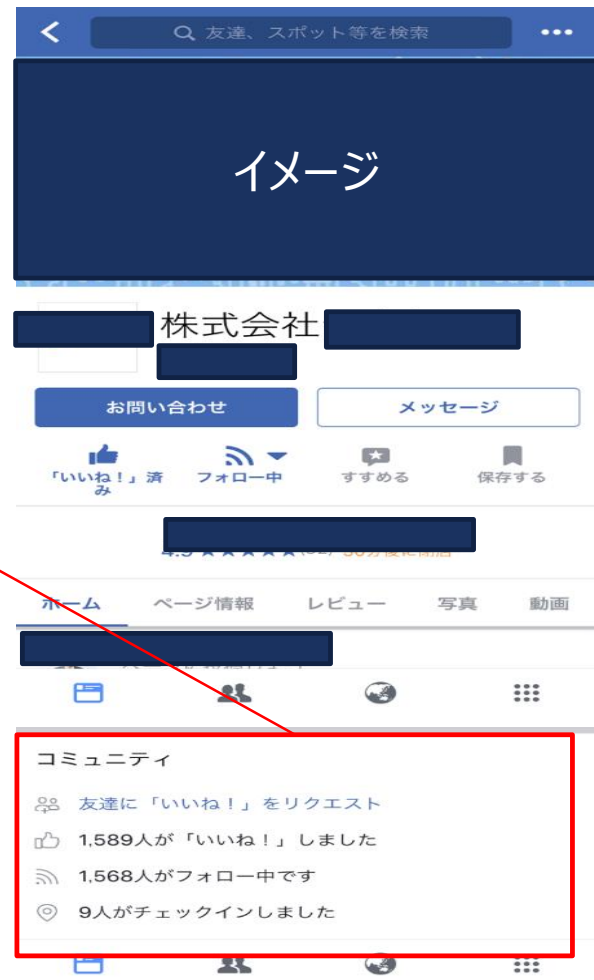 友達、スポット等を検索
イメージ
株式会社
お問い合わせ
メッセージ
「いいね！」済み
フォロー中
すすめる
保存する
ホーム
ページ情報
レビュー
写真
動画
コミュニティ
友達に「いいね！」をリクエスト
1,589人が「いいね！」しました
1,568人がフォロー中です
9人がチェックインしました